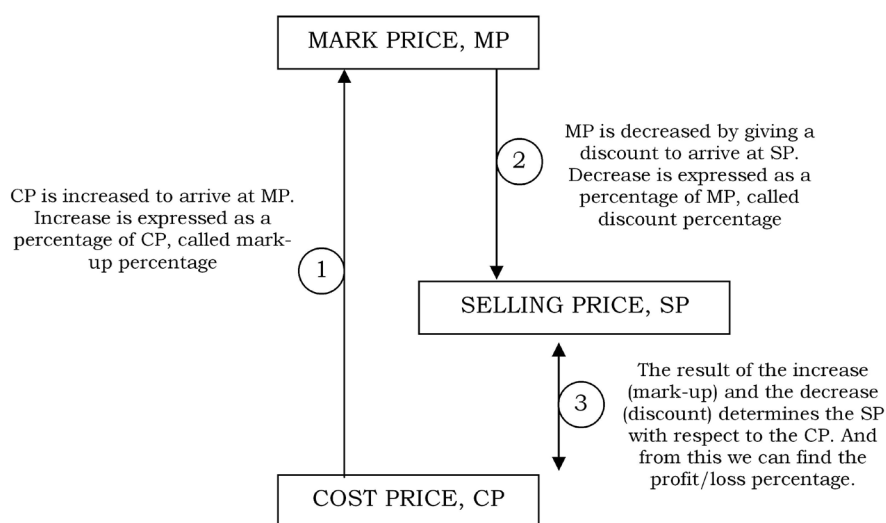 MARK PRICE, MP
MP is decreased by giving a
discount to arrive at SP.
Decrease is expressed as a
percentage of MP, called
discount percentage
2
CP is increased to arrive at MP.
Increase is expressed as a
percentage of CP, called mark-
up percentage
1
SELLING PRICE, SP
The result of the increase
(mark-up) and the decrease
(discount) determines the SP
with respect to the CP. And
from this we can find the
profit/loss percentage.
3
COST PRICE, CP